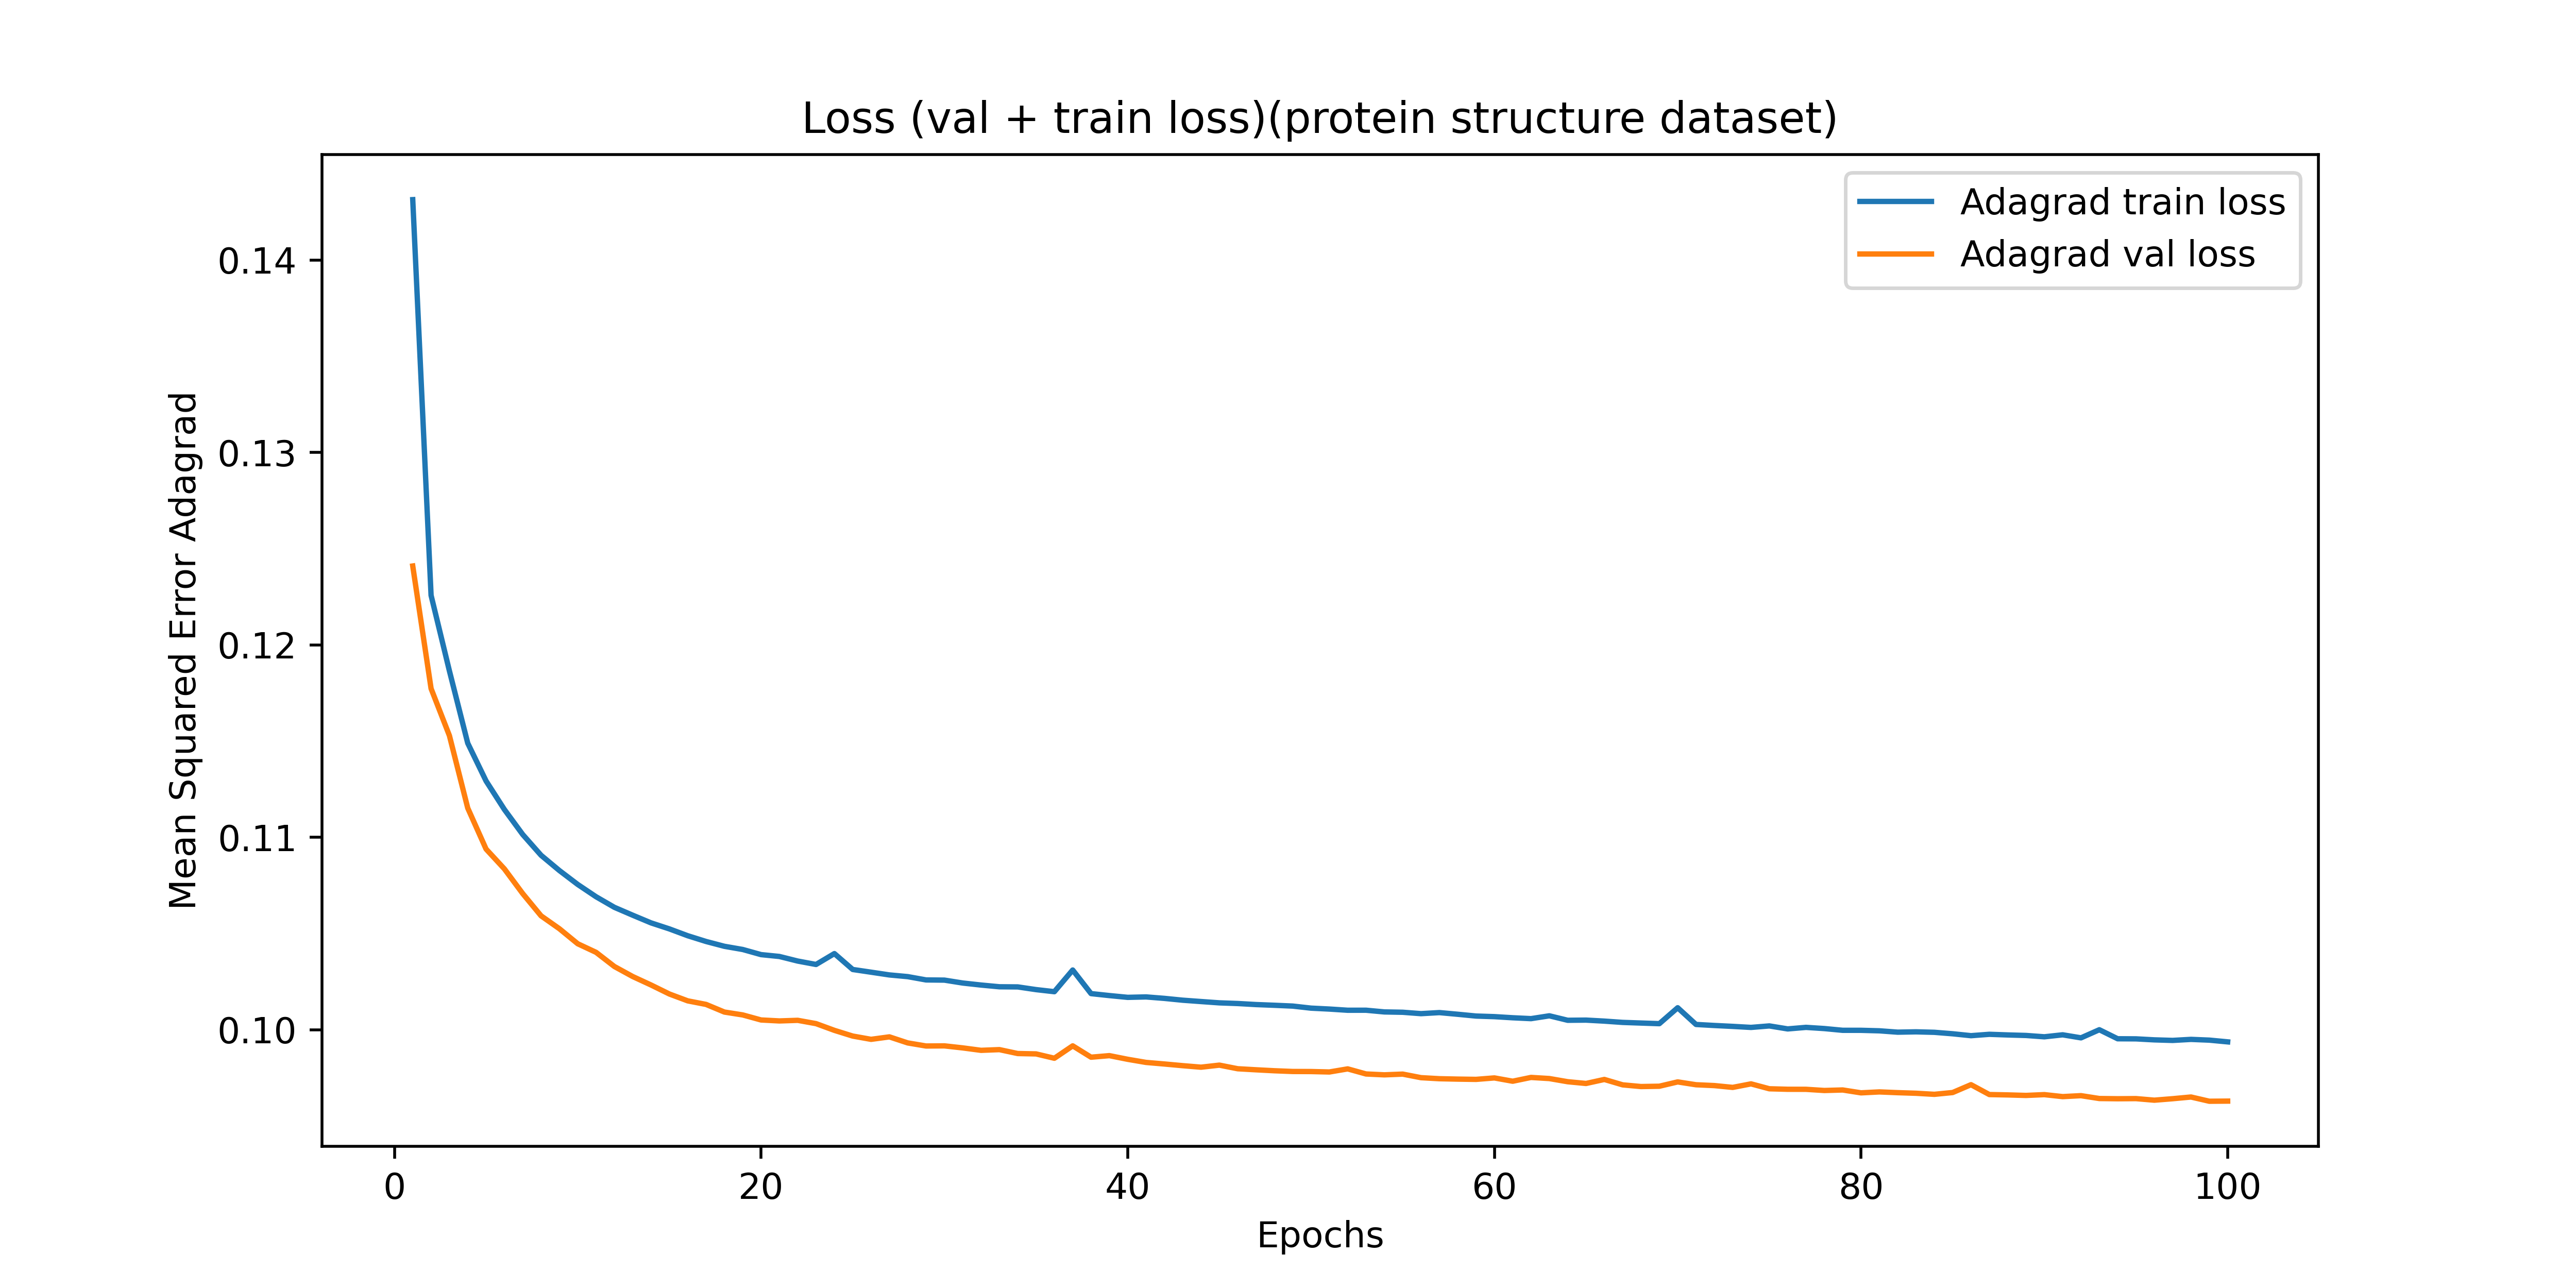 Loss (val + train loss)(protein structure dataset)
Adagrad train loss
Adagrad val loss
Mean Squared Error Adagrad
0.14
0.13
0.12
0.11
0.10
0 20 40 60 80 100
Epochs